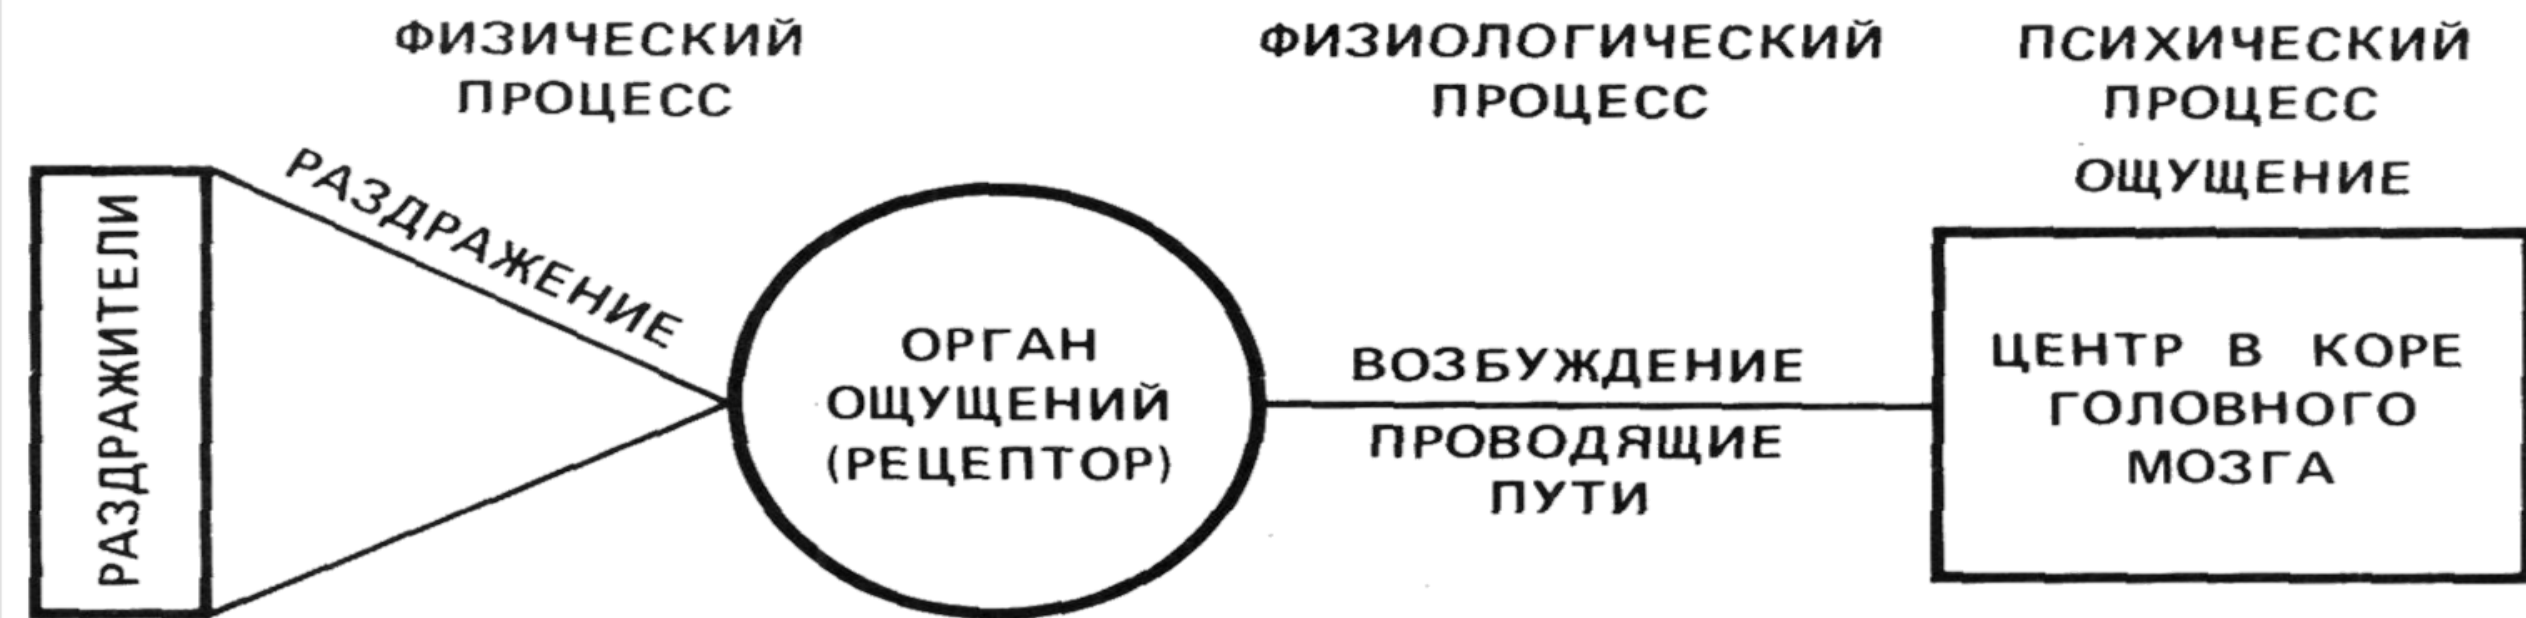 ФИЗИЧЕСКИЙ
ПРОЦЕСС
ФИЗИОЛОГИЧЕСКИЙ
ПРОЦЕСС
ПСИХИЧЕСКИЙ
ПРОЦЕСС
ОЩУЩЕНИЕ
РАЗДРАЖИТЕЛИ
РАЗДРАЖЕНИЕ
ОРГАН
ОЩУЩЕНИЙ
(РЕЦЕПТОР)
ВОЗБУЖДЕНИЕ
ПРОВОДЯЩИЕ
ПУТИ
ЦЕНТР В КОРЕ
ГОЛОВНОГО
МОЗГА